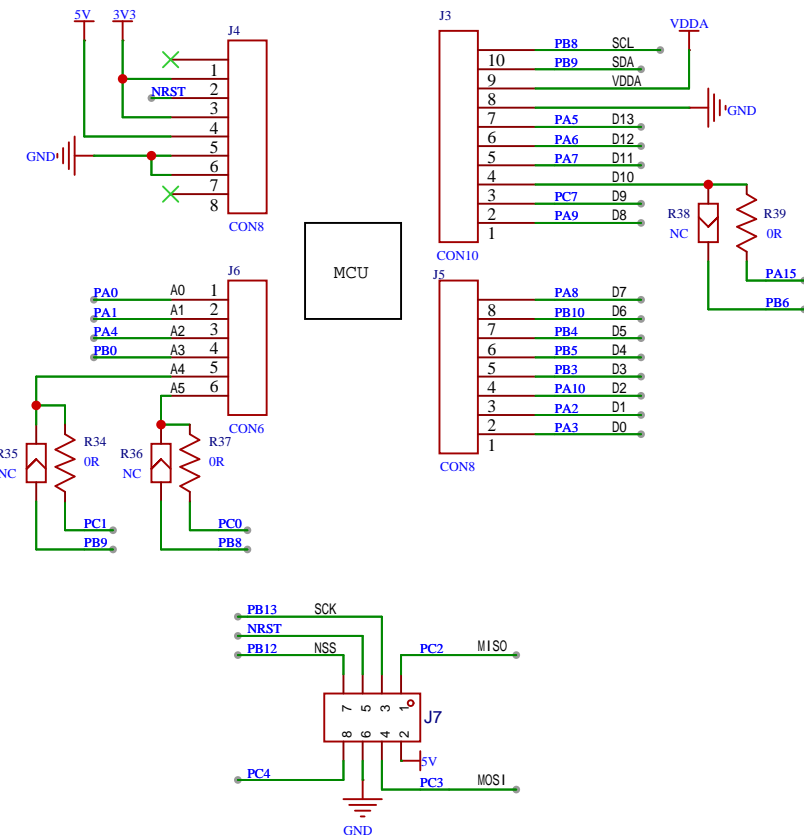 5V 3V3
J4
1
NRST 2
3
4
5
GND 6
7
8
CON8
J3
VDDA
PB8 SCL
10 PB9 SDA
9 VDDA
8 GND
7 PA5 D13
6 PA6 D12
5 PA7 D11
4 D10
3 PC7 D9
2 PA9 D8
1
CON10
R38 NC
R39 0R
PA15
PB6
MCU
J6
PA0 A0 1
PA1 A1 2
PA4 A2 3
PB0 A3 4
A4 5
A5 6
CON6
R35 NC
R34 0R
R36 NC
R37 0R
PC1
PB9
PC0
PB8
J5
PA8 D7
8 PB10 D6
7 PB4 D5
6 PB5 D4
5 PB3 D3
4 PA10 D2
3 PA2 D1
2 PA3 D0
1
CON8
PB13 SCK
NRST
PB12 NSS
PC2 MISO
7 5 3 1
J7
8 6 4 2
5V
PC4
PC3 MOSI
GND